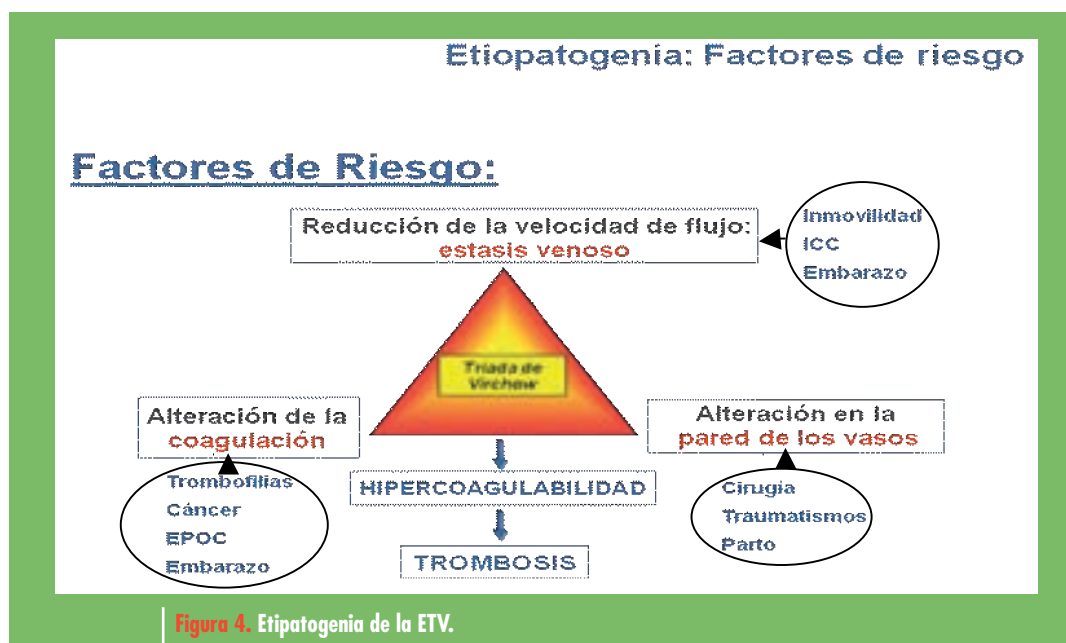 Etiopatogenia: Factores de riesgo
Factores de Riesgo:
Reducción de la velocidad de flujo:
estasis venoso
Inmovilidad
ICC
Embarazo
Triada de
Virchow
Alteración de la
coagulación
Alteración en la
pared de los vasos
Trombofilias
Cáncer
EPOC
Embarazo
HIPERCOAGULABILIDAD
TROMBOSIS
Cirugía
Traumatismos
Parto
Figura 4. Etipatogenia de la ETV.